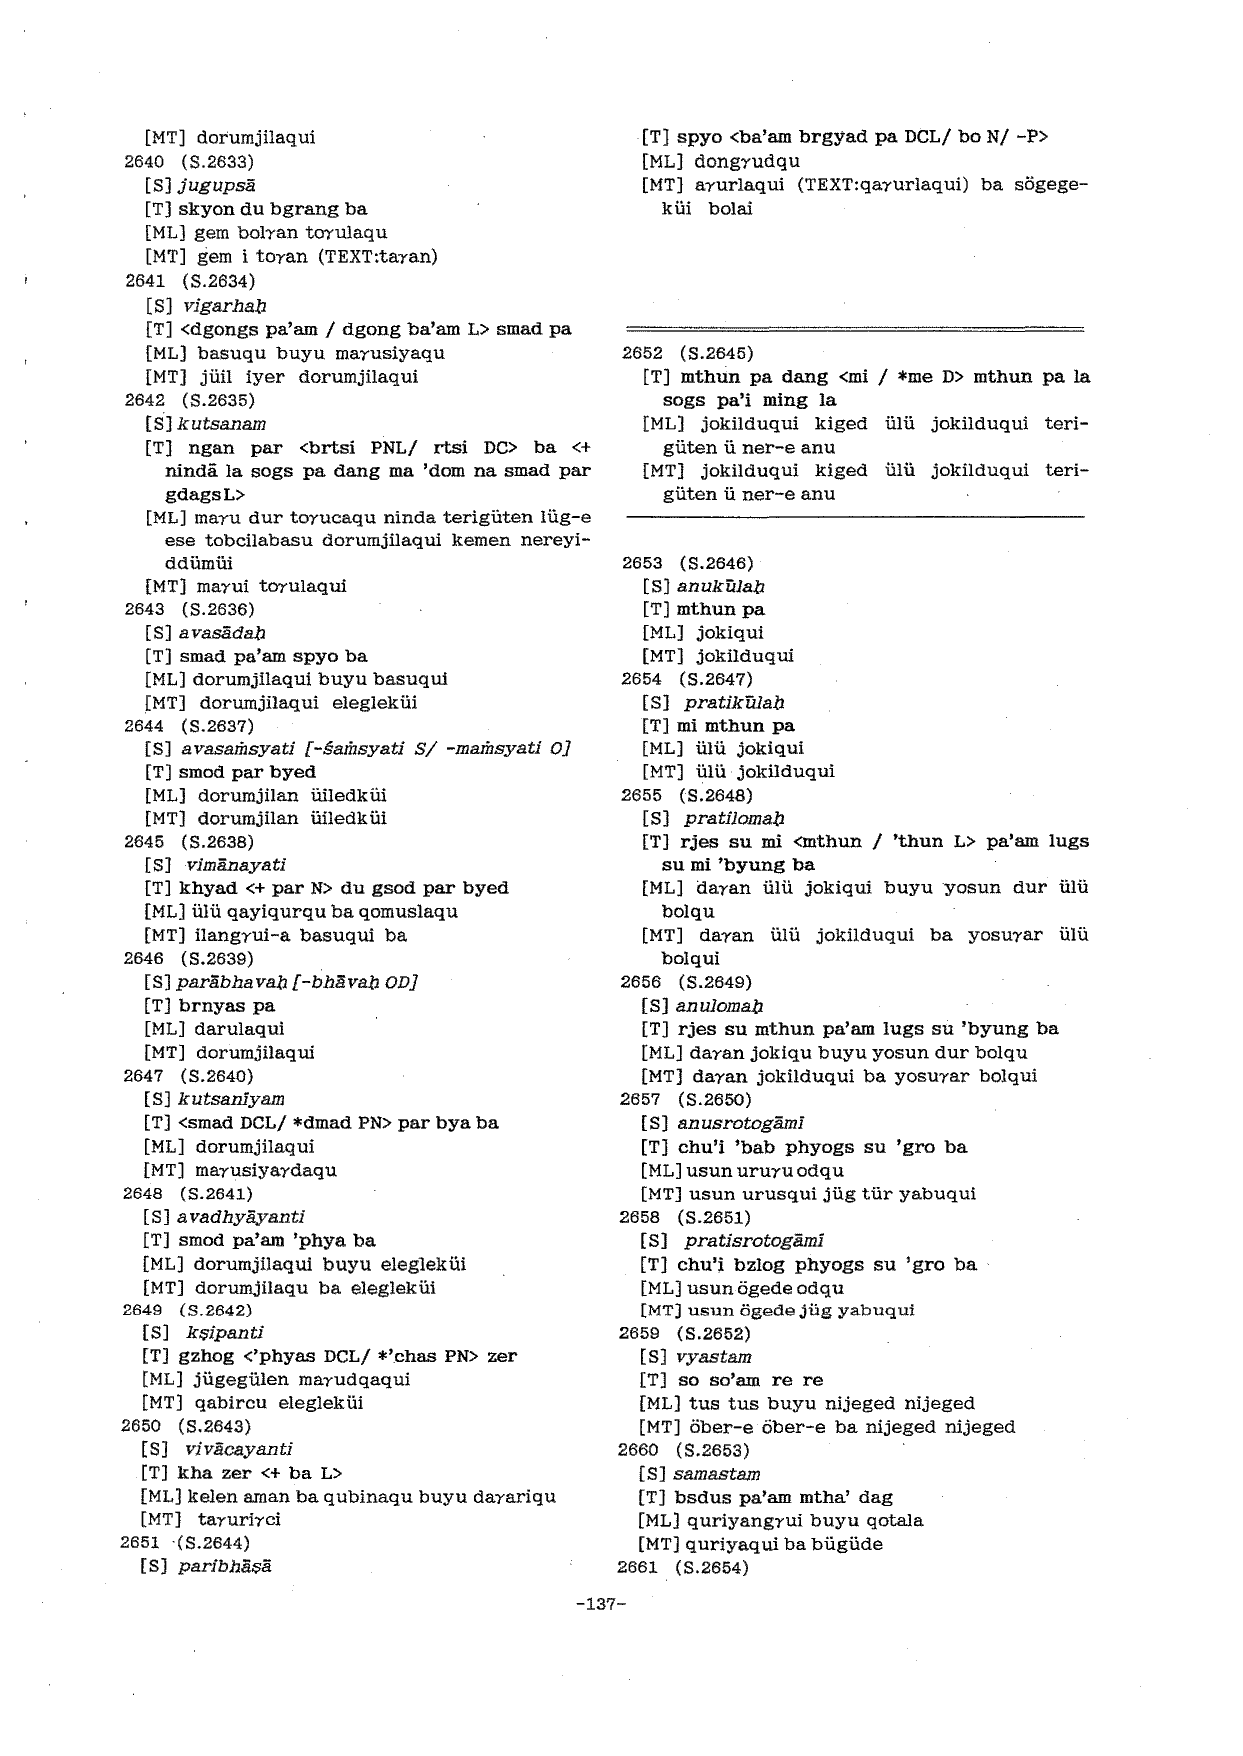 [MT] dorumjilaqui
2640 (S.2633)
[S] jugupsā
[T] skyon du bgrang ba
[ML] gem bolγan toγulaqu
[MT] gem i toγan (TEXT:taγan)
2641 (S.2634)
[S] vigarhaḥ
[T] <dgongs pa'am / dgong ba'am L> smad pa
[ML] basuqu buyu maγusiyaqu
[MT] jüil iyer dorumjilaqui
2642 (S.2635)
[S] kutsanam
[T] ngan par <brtsi PNL/ rtsi DC> ba <+
nindā la sogs pa dang ma 'dom na smad par
gdags L>
[ML] maγu dur toγucaqu ninda terigüten lüg-e
ese tobcilabasu dorumjilaqui kemen nereyi-
ddümüi
[MT] maγui toγulaqui
2643 (S.2636)
[S] avasādaḥ
[T] smad pa'am spyo ba
[ML] dorumjilaqui buyu basuqui
[MT] dorumjilaqui elegleküi
2644 (S.2637)
[S] avasaṁsyati [-śaṁsyati S/ -maṁsyati O]
[T] smod par byed
[ML] dorumjilan üiledküi
[MT] dorumjilan üiledküi
2645 (S.2638)
[S] vimānayati
[T] khyad <+ par N> du gsod par byed
[ML] ülü qayiqurqu ba qomuslaqu
[MT] ilangγui-a basuqui ba
2646 (S.2639)
[S] parābhavaḥ [-bhāvaḥ OD]
[T] brnyas pa
[ML] darulaqui
[MT] dorumjilaqui
2647 (S.2640)
[S] kutsanīyam
[T] <smad DCL/ *dmad PN> par bya ba
[ML] dorumjilaqui
[MT] maγusiyaγdaqu
2648 (S.2641)
[S] avadhyāyanti
[T] smod pa'am 'phya ba
[ML] dorumjilaqui buyu elegleküi
[MT] dorumjilaqu ba elegleküi
2649 (S.2642)
[S] kṣipanti
[T] gzhog <'phyas DCL/ *'chas PN> zer
[ML] jügegülen maγudqaqui
[MT] qabircu elegleküi
2650 (S.2643)
[S] vivācayanti
[T] kha zer <+ ba L>
[ML] kelen aman ba qubinaqu buyu daγariqu
[MT] taγuriγci
2651 (S.2644)
[S] paribhāṣā
[T] spyo <ba'am brgyad pa DCL/ bo N/ -P>
[ML] dongγudqu
[MT] aγurlaqui (TEXT:qaγurlaqui) ba sögege-
küi bolai
2652 (S.2645)
[T] mthun pa dang <mi / *me D> mthun pa la
sogs pa'i ming la
[ML] jokilduqui kiged ülü jokilduqui teri-
güten ü ner-e anu
[MT] jokilduqui kiged ülü jokilduqui teri-
güten ü ner-e anu
2653 (S.2646)
[S] anukūlaḥ
[T] mthun pa
[ML] jokiqui
[MT] jokilduqui
2654 (S.2647)
[S] pratikūlaḥ
[T] mi mthun pa
[ML] ülü jokiqui
[MT] ülü jokilduqui
2655 (S.2648)
[S] pratilomaḥ
[T] rjes su mi <mthun / 'thun L> pa'am lugs
su mi 'byung ba
[ML] daγan ülü jokiqui buyu yosun dur ülü
bolqu
[MT] daγan ülü jokilduqui ba yosuγar ülü
bolqui
2656 (S.2649)
[S] anulomaḥ
[T] rjes su mthun pa'am lugs su 'byung ba
[ML] daγan jokiqu buyu yosun dur bolqu
[MT] daγan jokilduqui ba yosuγar bolqui
2657 (S.2650)
[S] anusrotogāmī
[T] chu'i 'bab phyogs su 'gro ba
[ML] usun uruγu odqu
[MT] usun urusqui jüg tür yabuqui
2658 (S.2651)
[S] pratisrotogāmī
[T] chu'i bzlog phyogs su 'gro ba
[ML] usun ögede odqu
[MT] usun ögede jüg yabuqui
2659 (S.2652)
[S] vyastam
[T] so so'am re re
[ML] tus tus buyu nijeged nijeged
[MT] öber-e öber-e ba nijeged nijeged
2660 (S.2653)
[S] samastam
[T] bsdus pa'am mtha' dag
[ML] quriyangγui buyu qotala
[MT] quriyaqui ba bügüde
2661 (S.2654)
-137-